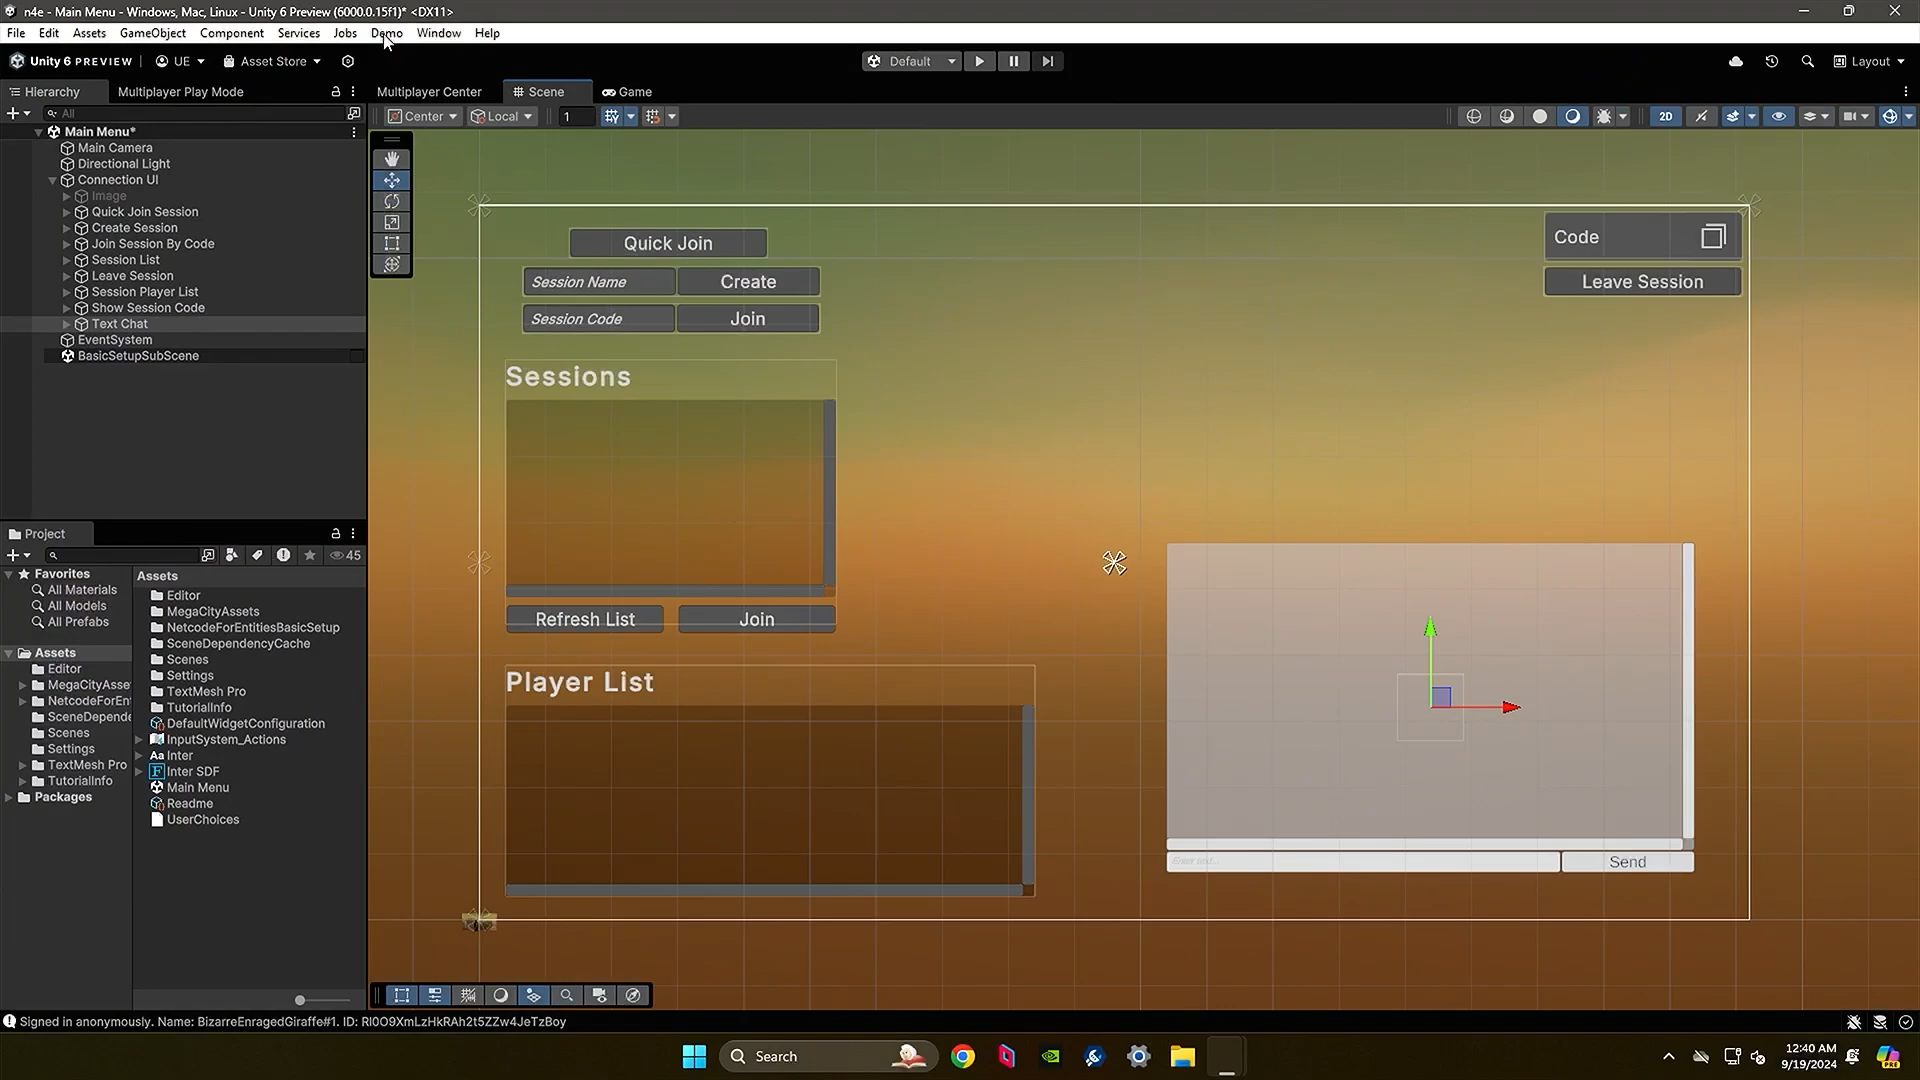 n4e - Main Menu - Windows, Mac, Linux - Unity 6 Preview (6000.0.15f1)* <DX11>
File Edit Assets GameObject Component Services Jobs Demo Window Help
Unity 6 PREVIEW UE Asset Store Default Layout
Hierarchy Multiplayer Play Mode Multiplayer Center Scene Game
All Center Local 1 2D
Main Menu*
Main Camera
Directional Light
Connection UI
Image
Quick Join Session
Create Session
Join Session By Code
Session List
Leave Session
Session Player List
Show Session Code
Text Chat
EventSystem
BasicSetupSubScene
Quick Join
Session Name Create
Session Code Join
Code
Leave Session
Sessions
Refresh List Join
Player List
Enter text...
Send
Project
45
Favorites
All Materials
All Models
All Prefabs
Assets
Editor
MegaCityAsse
NetcodeForEn
SceneDepende
Scenes
Settings
TextMesh Pro
TutorialInfo
Packages
Assets
Editor
MegaCityAssets
NetcodeForEntitiesBasicSetup
SceneDependencyCache
Scenes
Settings
TextMesh Pro
TutorialInfo
DefaultWidgetConfiguration
InputSystem_Actions
Aa Inter
F Inter SDF
Main Menu
Readme
UserChoices
Signed in anonymously. Name: BizarreEnragedGiraffe#1. ID: RI0O9XmLzHkRAh2t5ZZw4JeTzBoy
Search
12:40 AM
9/19/2024
PRE